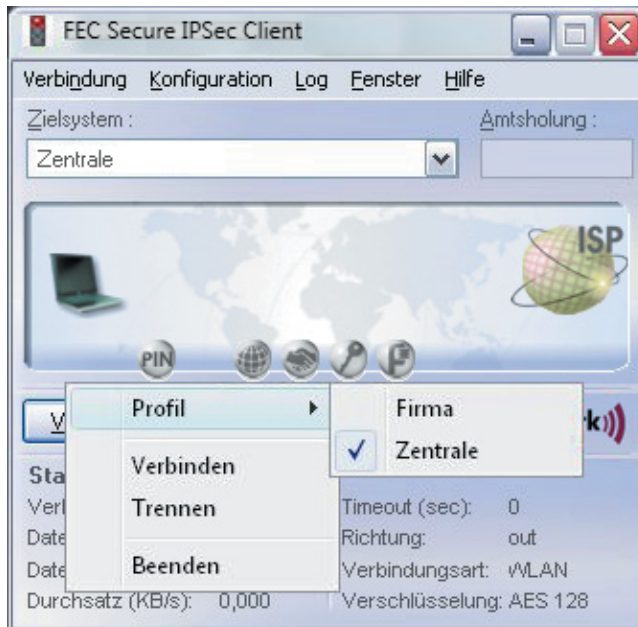 FEC Secure IPSec Client
Verbindung Konfiguration Log Fenster Hilfe
Zielsystem : Amtsholung :
Zentrale
ISP
PIN
Profil
Firma
Zentrale
Verbinden
Trennen
Beenden
Timeout (sec): 0
Richtung: out
Verbindungsart: WLAN
Durchsatz (KB/s): 0,000 Verschlüsselung: AES 128